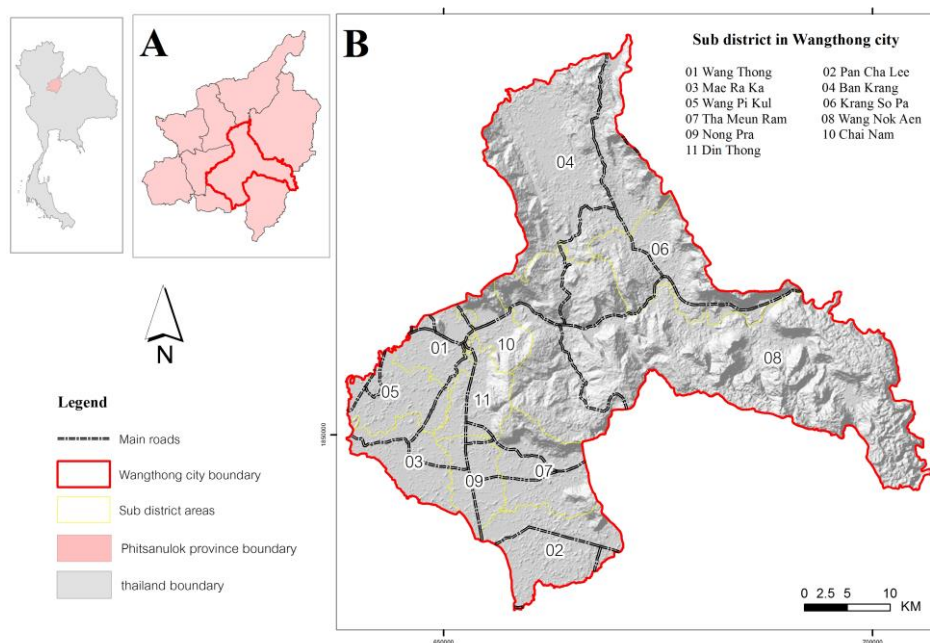 A
B
Sub district in Wangthong city
01 Wang Thong 02 Pan Cha Lee
03 Mae Ra Ka 04 Ban Krang
05 Wang Pi Kul 06 Krang So Pa
07 Tha Meun Ram 08 Wang Nok Aen
09 Nong Pra 10 Chai Nam
11 Din Thong
04
06
01
10
08
05
11
03
09
07
02
N
Legend
Main roads
Wangthong city boundary
Sub district areas
Phitsanulok province boundary
thailand boundary
1850000
0 2.5 5 10
KM
650000
700000